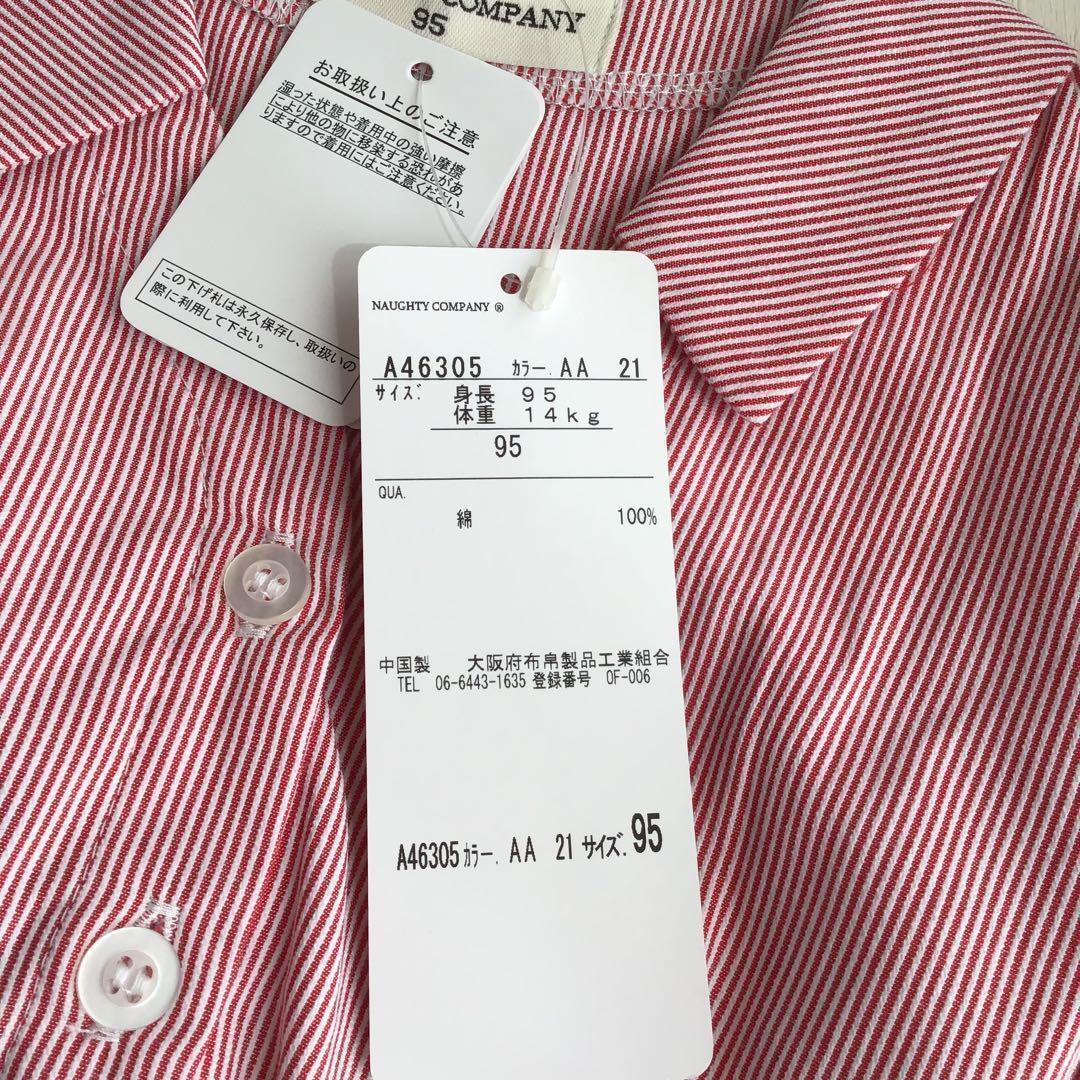 COMPANY
95
お取扱い上のご注意
湿った状態や着用中の強い摩擦
により他の物に移染する恐れがあ
りますので着用にはご注意ください。
この下げ札は永久保存し、取扱いの
際に利用して下さい。
NAUGHTY COMPANY ®
A46305 ｶﾗｰ. AA 21
ｻｲｽﾞ 身長 ９５
体重 １４ｋｇ
95
QUA.
綿 100%
中国製 大阪府布帛製品工業組合
TEL 06-6443-1635 登録番号 OF-006
A46305 ｶﾗｰ. AA 21 ｻｲｽﾞ. 95